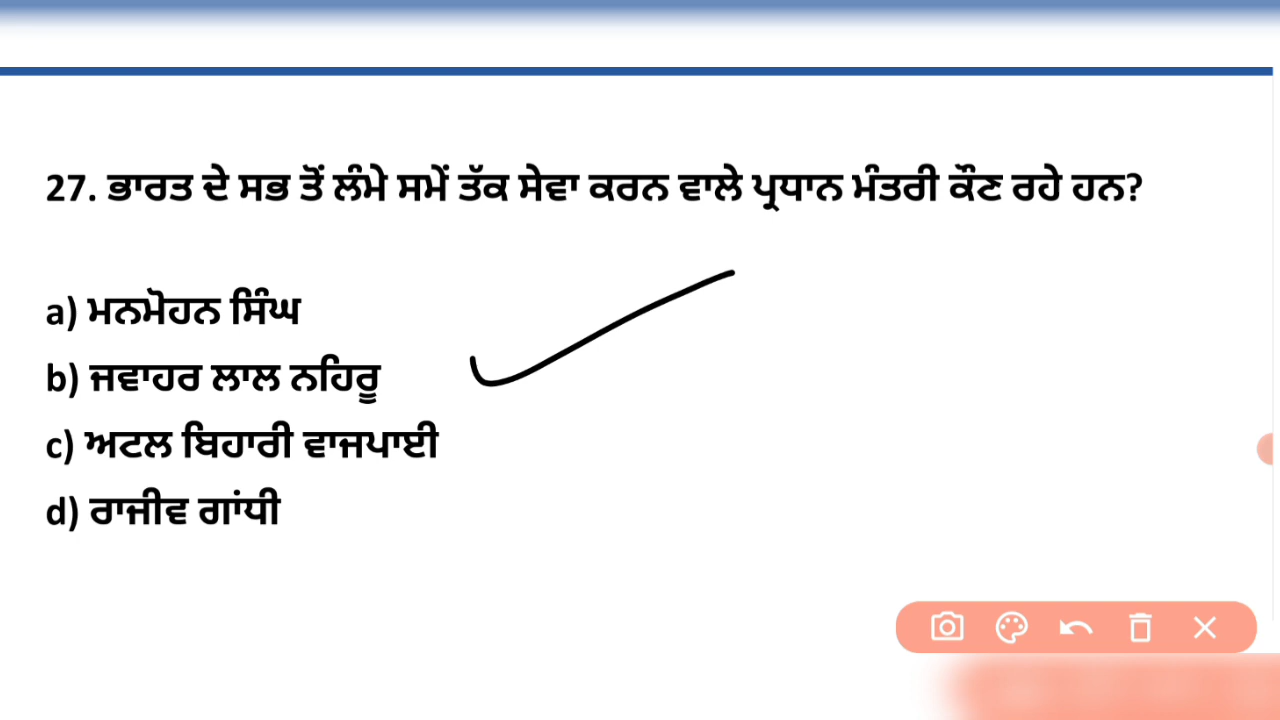 27. ਭਾਰਤ ਦੇ ਸਭ ਤੋਂ ਲੰਮੇ ਸਮੇਂ ਤੱਕ ਸੇਵਾ ਕਰਨ ਵਾਲੇ ਪ੍ਰਧਾਨ ਮੰਤਰੀ ਕੌਣ ਰਹੇ ਹਨ?
a) ਮਨਮੋਹਨ ਸਿੰਘ
b) ਜਵਾਹਰ ਲਾਲ ਨਹਿਰੂ
c) ਅਟਲ ਬਿਹਾਰੀ ਵਾਜਪਾਈ
d) ਰਾਜੀਵ ਗਾਂਧੀ